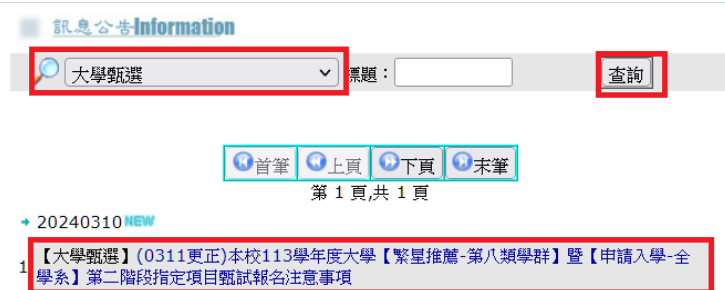 訊息公告Information
大學甄選 標題： 查詢
首筆 上頁 下頁 末筆
第 1 頁,共 1 頁
20240310 NEW
1 【大學甄選】(0311更正)本校113學年度大學【繁星推薦-第八類學群】暨【申請入學-全
學系】第二階段指定項目甄試報名注意事項